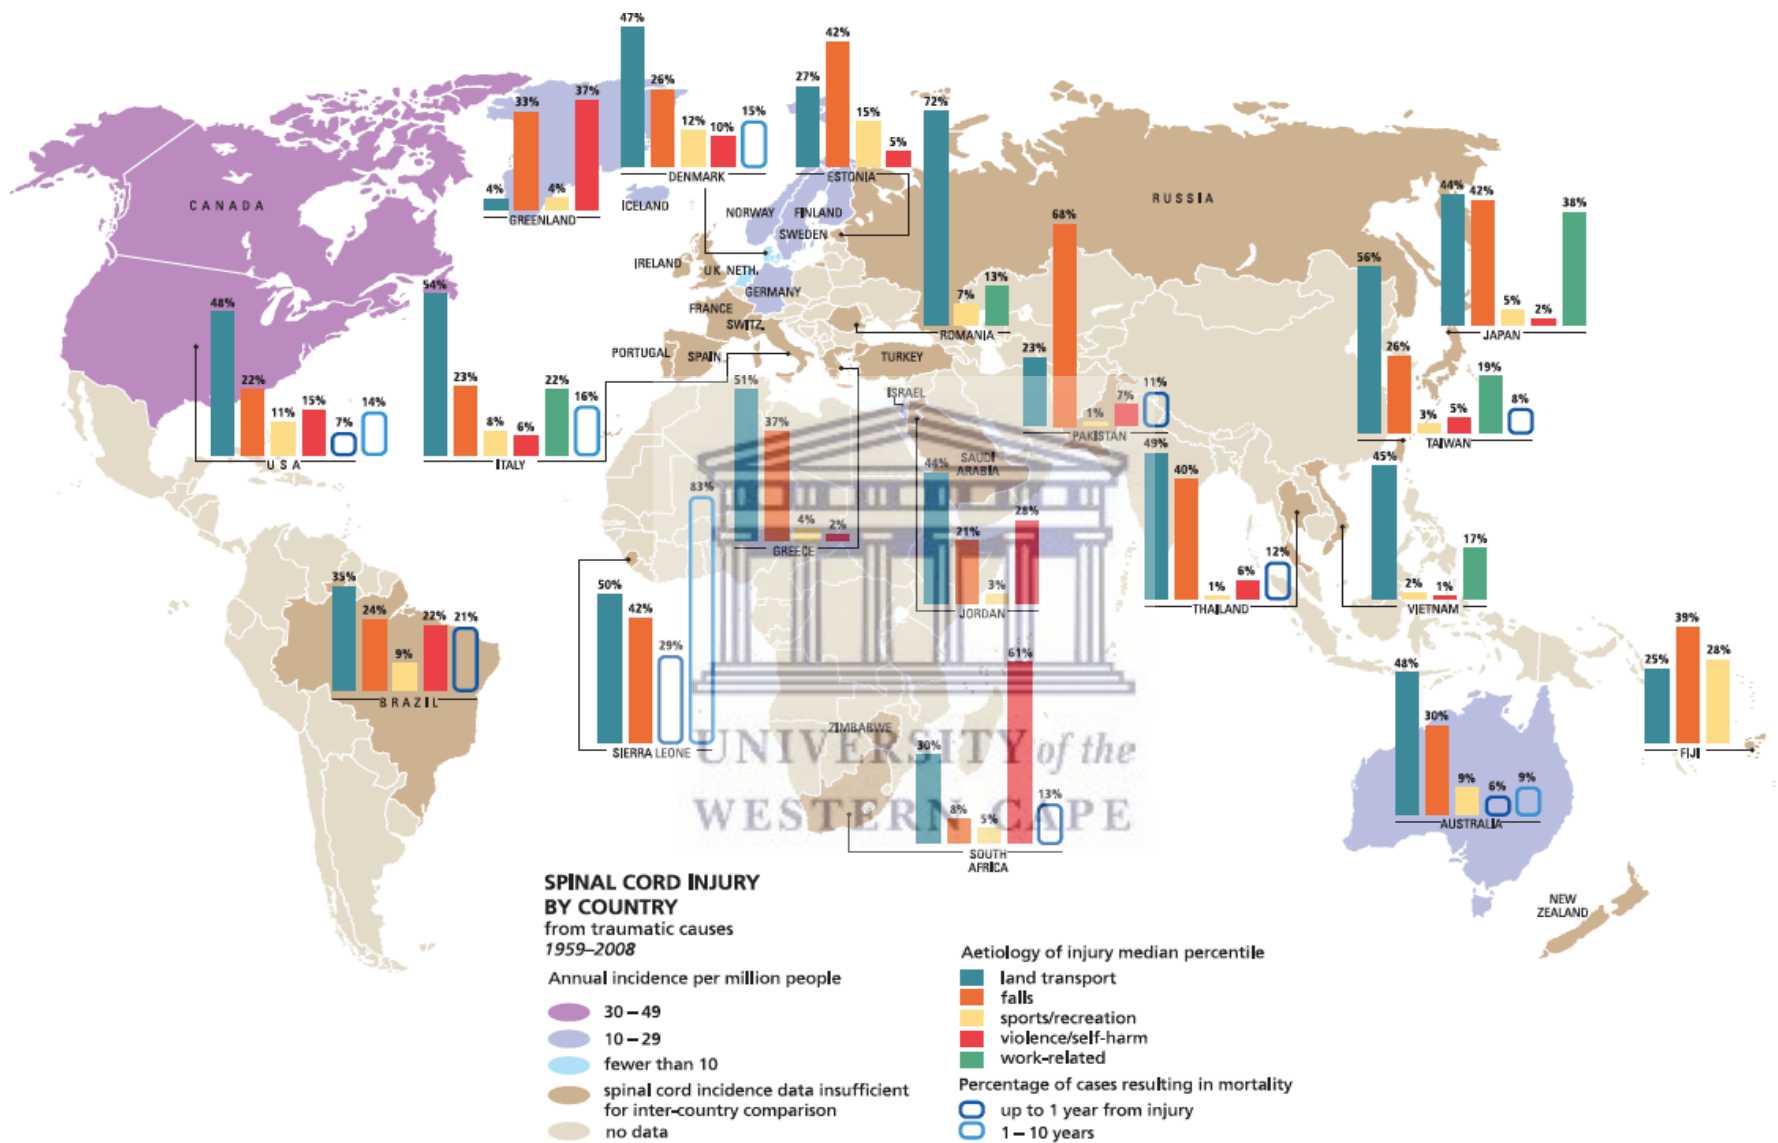 47%
26%
12%
10%
15%
DENMARK
27%
42%
15%
5%
ESTONIA
4%
33%
4%
37%
GREENLAND
72%
7%
13%
ROMANIA
CANADA
ICELAND
NORWAY
FINLAND
SWEDEN
RUSSIA
IRELAND
UK
NETH.
GERMANY
FRANCE
SWITZ.
PORTUGAL
SPAIN
TURKEY
ISRAEL
SAUDI
ARABIA
48%
22%
11%
15%
7%
14%
USA
54%
23%
8%
6%
22%
16%
ITALY
51%
37%
4%
2%
GREECE
23%
68%
1%
7%
11%
PAKISTAN
44%
42%
5%
2%
38%
JAPAN
56%
26%
3%
5%
19%
8%
TAIWAN
44%
21%
3%
28%
JORDAN
49%
40%
1%
6%
12%
THAILAND
45%
2%
1%
17%
VIETNAM
35%
24%
9%
22%
21%
BRAZIL
50%
42%
29%
83%
SIERRA LEONE
ZIMBABWE
30%
8%
5%
61%
13%
SOUTH
AFRICA
48%
30%
9%
6%
9%
AUSTRALIA
25%
39%
28%
FIJI
NEW
ZEALAND
UNIVERSITY of the
WESTERN CAPE
SPINAL CORD INJURY
BY COUNTRY
from traumatic causes
1959–2008
Annual incidence per million people
30 – 49
10 – 29
fewer than 10
spinal cord incidence data insufficient
for inter-country comparison
no data
Aetiology of injury median percentile
land transport
falls
sports/recreation
violence/self-harm
work-related
Percentage of cases resulting in mortality
up to 1 year from injury
1 – 10 years